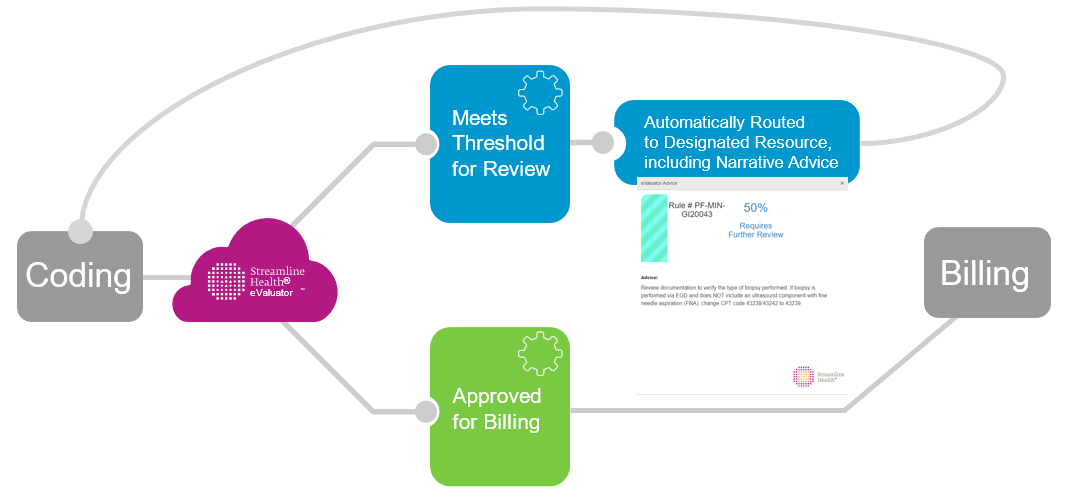 Meets
Threshold
for Review
Automatically Routed
to Designated Resource,
including Narrative Advice
eValuator Advice
×
Rule # PF-MIN-
GI20043
50%
Requires
Further Review
Advice:
Review documentation to verify the type of biopsy performed. If biopsy is
performed via EGD and does NOT include an ultrasound component with fine
needle aspiration (FNA), change CPT code 43238/43242 to 43239.
Streamline
Health®
Coding
Streamline
Health®
eValuator ™
Billing
Approved
for Billing